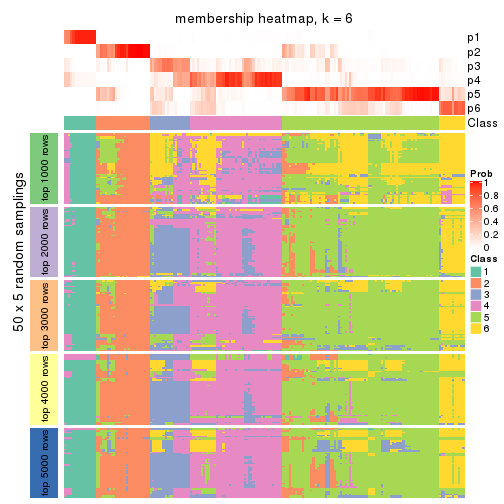 membership heatmap, k = 6
p1
p2
p3
p4
p5
p6
Class
50 x 5 random samplings
top 1000 rows
top 2000 rows
top 3000 rows
top 4000 rows
top 5000 rows
Prob
1
0.8
0.6
0.4
0.2
0
Class
1
2
3
4
5
6